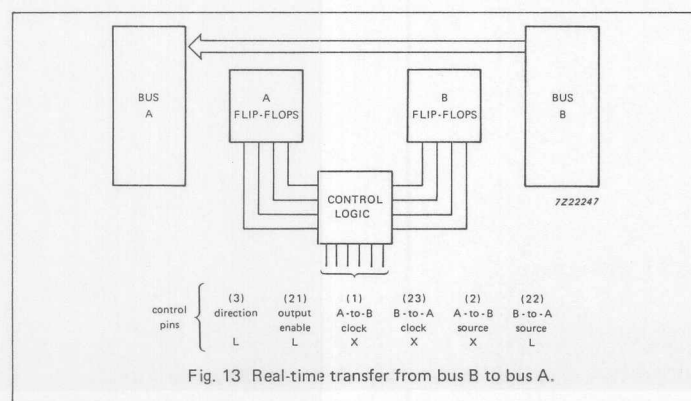 BUS
A
A
FLIP-FLOPS
B
FLIP-FLOPS
BUS
B
CONTROL
LOGIC
7Z22247
control
pins
(3) (21) (1) (23) (2) (22)
direction output A-to-B B-to-A A-to-B B-to-A
enable clock clock source source
L L X X X L
Fig. 13 Real-time transfer from bus B to bus A.